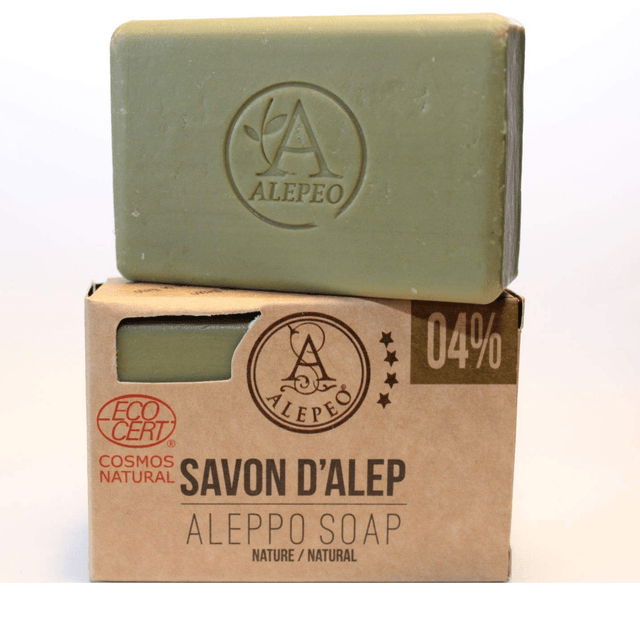 A
ALEPEO
A
ALEPEO®
04%
ECO
CERT®
COSMOS
NATURAL
SAVON D'ALEP
ALEPPO SOAP
NATURE / NATURAL